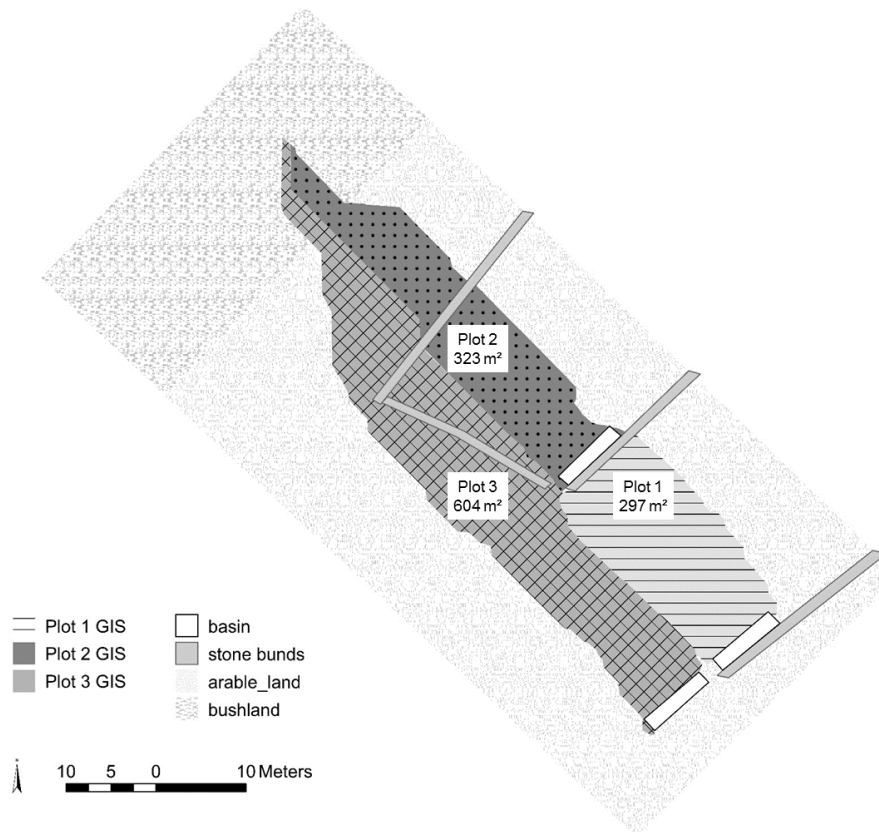 Plot 2
323 m²
Plot 3
604 m²
Plot 1
297 m²
Plot 1 GIS
Plot 2 GIS
Plot 3 GIS
basin
stone bunds
arable_land
bushland
10 5 0 10 Meters